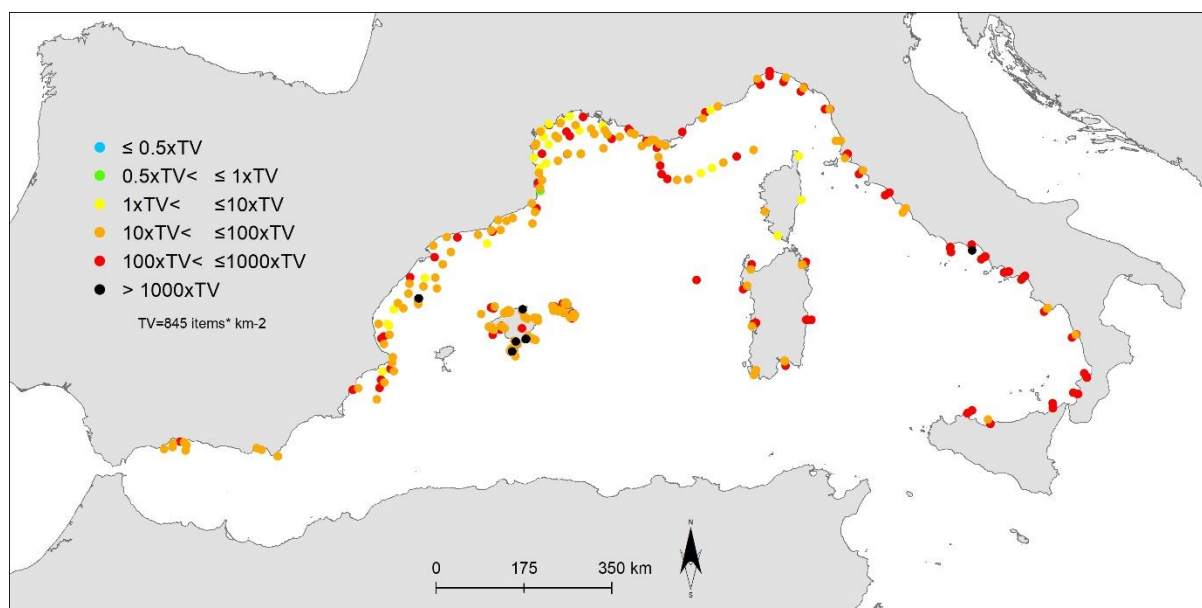 ≤ 0.5xTV
0.5xTV< ≤ 1xTV
1xTV< ≤10xTV
10xTV< ≤100xTV
100xTV< ≤1000xTV
> 1000xTV
TV=845 items* km-2
0 175 350 km
N
S